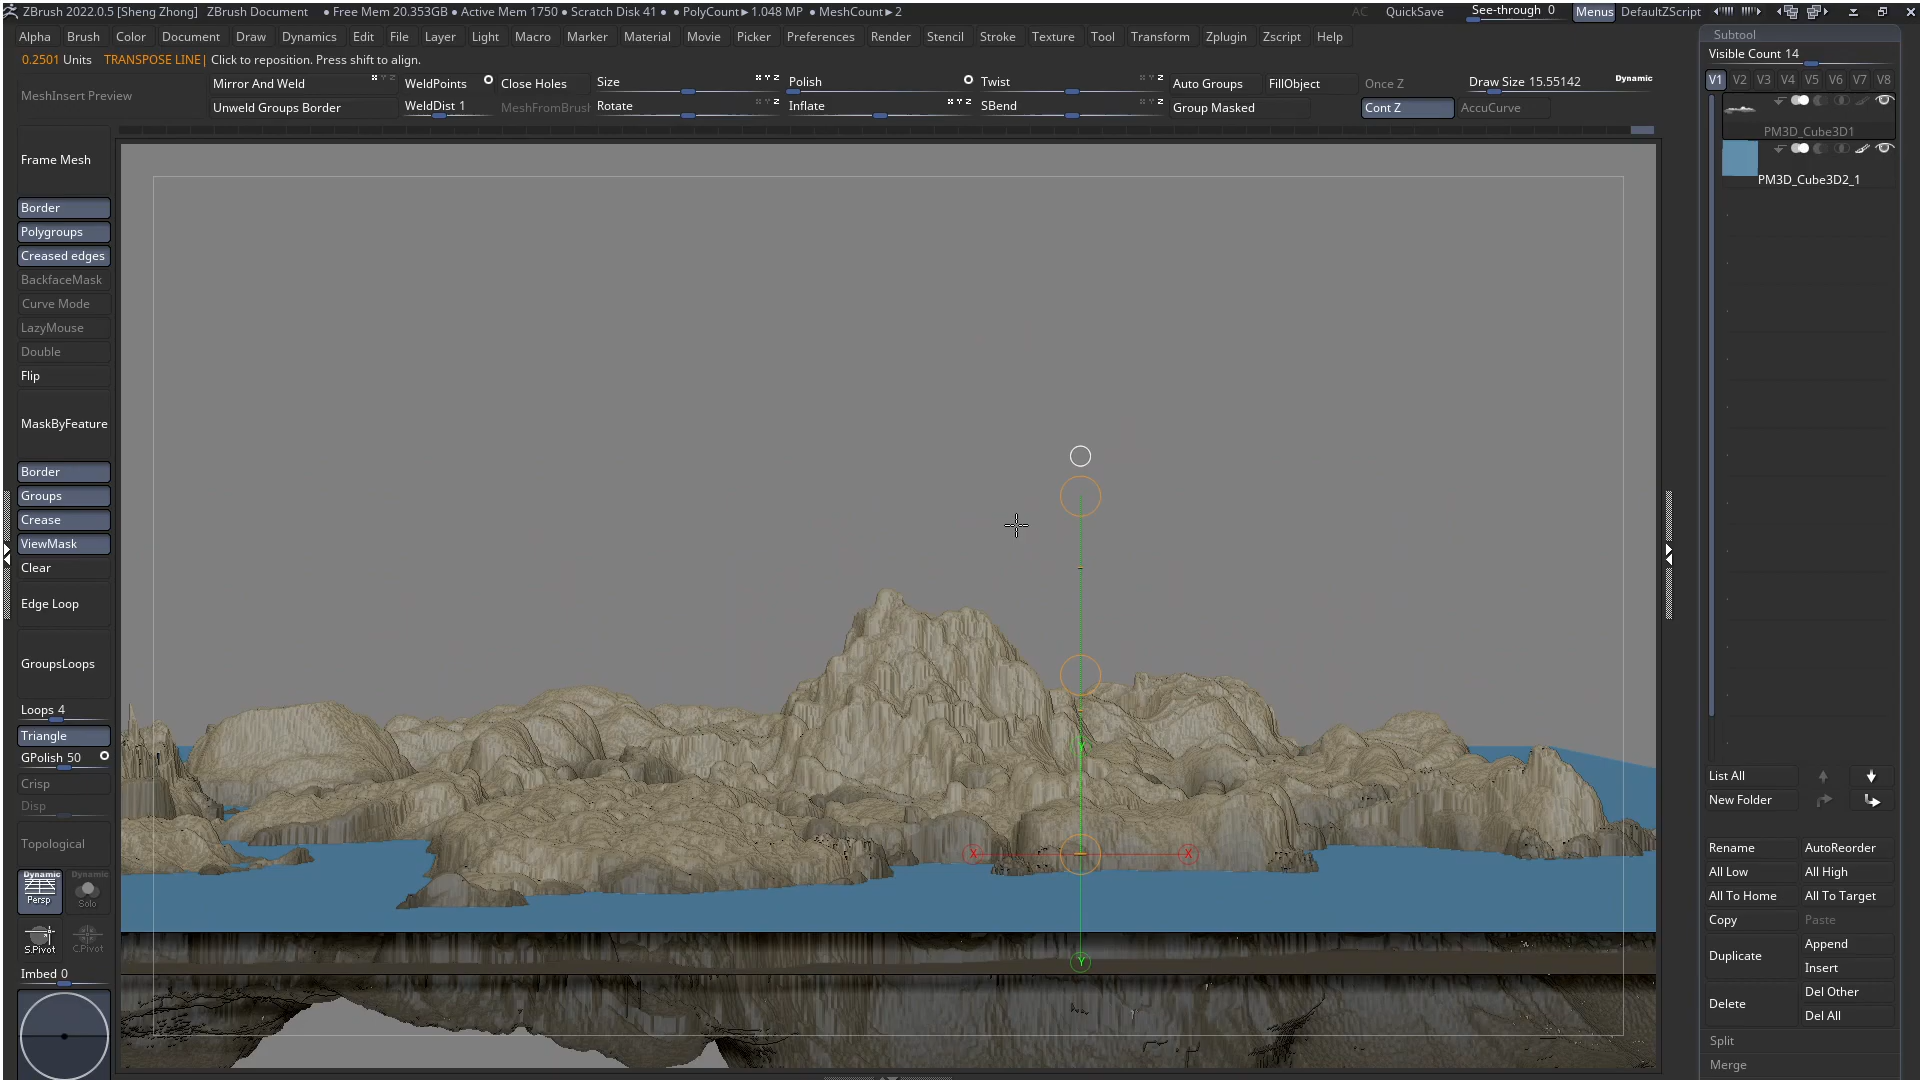 ZBrush 2022.0.5 [Sheng Zhong] ZBrush Document • Free Mem 20.353GB • Active Mem 1750 • Scratch Disk 41 • • PolyCount► 1.048 MP • MeshCount► 2 AC QuickSave See-through 0 Menus DefaultZScript
Alpha Brush Color Document Draw Dynamics Edit File Layer Light Macro Marker Material Movie Picker Preferences Render Stencil Stroke Texture Tool Transform Zplugin Zscript Help
0.2501 Units TRANSPOSE LINE| Click to reposition. Press shift to align.
MeshInsert Preview
Mirror And Weld WeldPoints Close Holes Size Polish Twist Auto Groups FillObject Once Z Draw Size 15.55142 Dynamic
Unweld Groups Border WeldDist 1 MeshFromBrush Rotate Inflate SBend Group Masked Cont Z AccuCurve
Frame Mesh
Border
Polygroups
Creased edges
BackfaceMask
Curve Mode
LazyMouse
Double
Flip
MaskByFeature
Border
Groups
Crease
ViewMask
Clear
Edge Loop
GroupsLoops
Loops 4
Triangle
GPolish 50
Crisp
Disp
Topological
Dynamic Dynamic
Persp Solo
S.Pivot C.Pivot
Imbed 0
X X
Y
Y
Subtool
Visible Count 14
V1 V2 V3 V4 V5 V6 V7 V8
PM3D_Cube3D1
PM3D_Cube3D2_1
List All
New Folder
Rename AutoReorder
All Low All High
All To Home All To Target
Copy Paste
Duplicate Append
Insert
Delete Del Other
Del All
Split
Merge